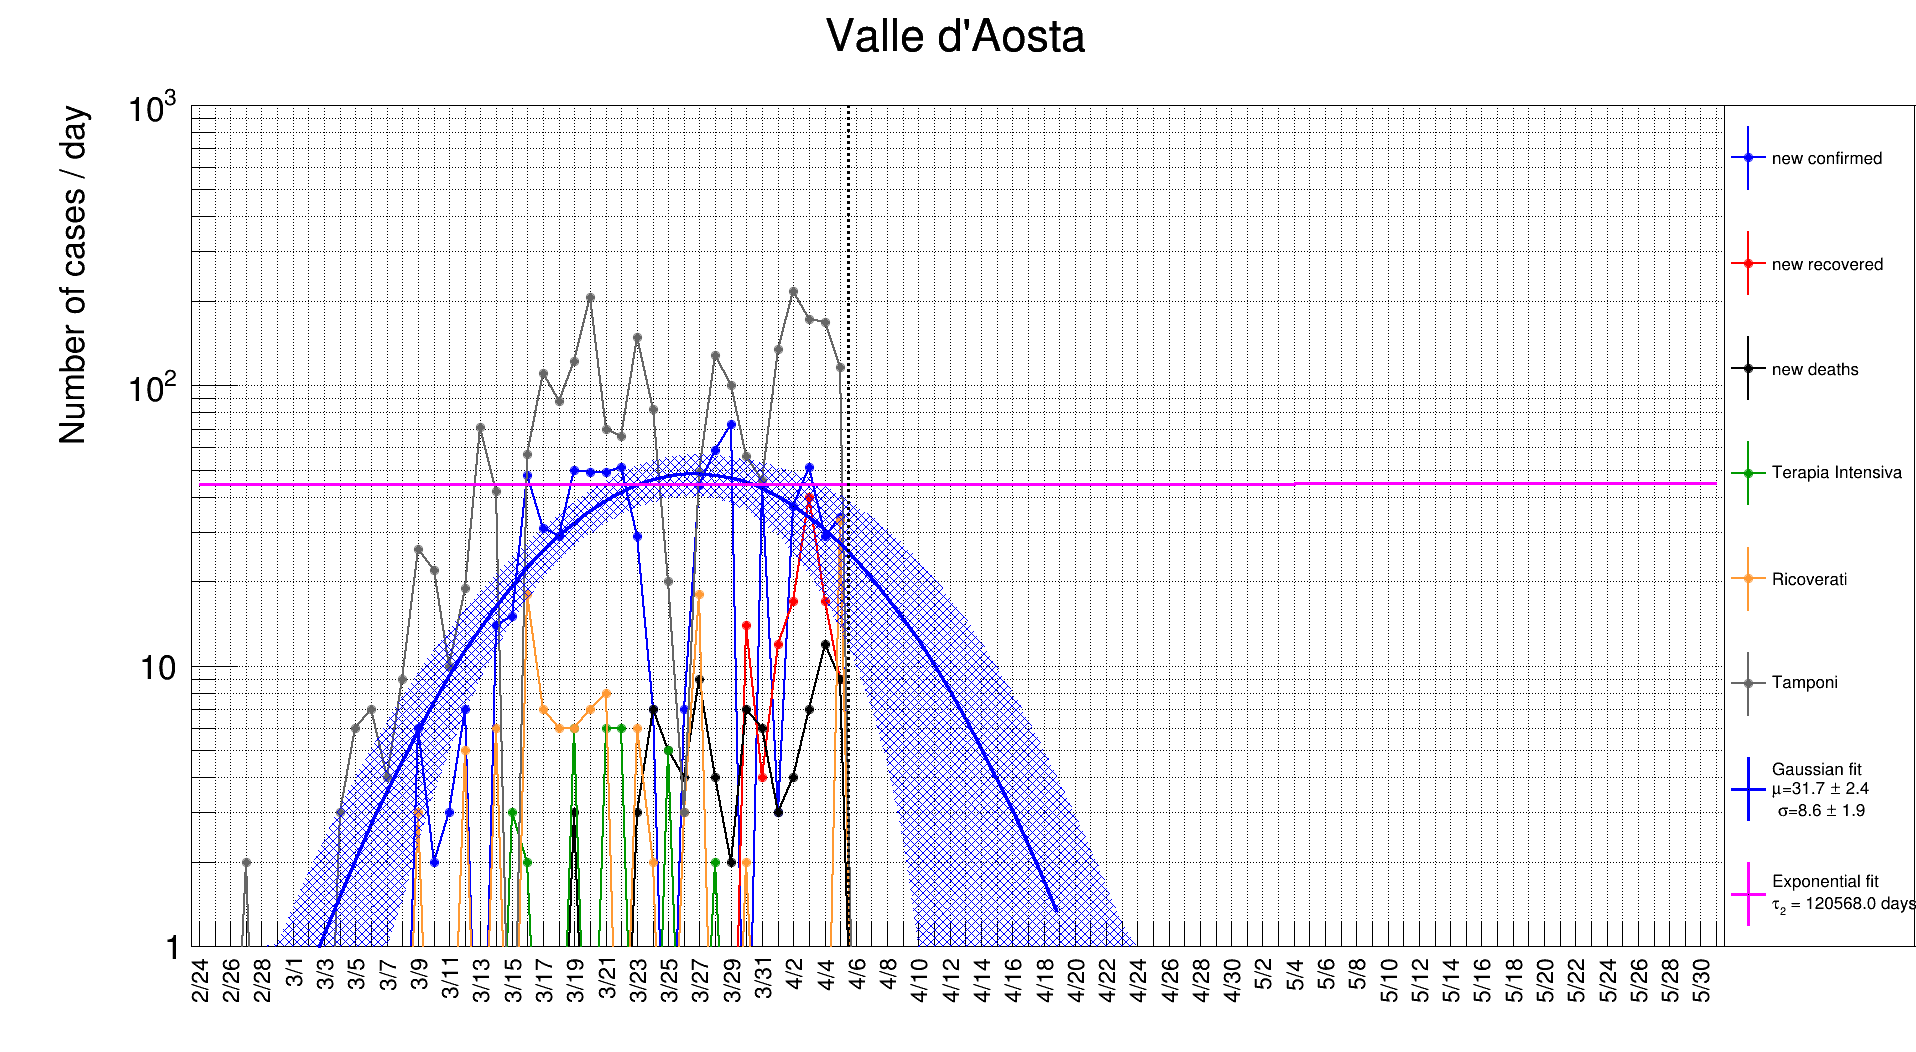 Valle d'Aosta
Number of cases / day
10³
10²
10
1
2/24 2/26 2/28 3/1 3/3 3/5 3/7 3/9 3/11 3/13 3/15 3/17 3/19 3/21 3/23 3/25 3/27 3/29 3/31 4/2 4/4 4/6 4/8 4/10 4/12 4/14 4/16 4/18 4/20 4/22 4/24 4/26 4/28 4/30 5/2 5/4 5/6 5/8 5/10 5/12 5/14 5/16 5/18 5/20 5/22 5/24 5/26 5/28 5/30
new confirmed
new recovered
new deaths
Terapia Intensiva
Ricoverati
Tamponi
Gaussian fit
μ=31.7 ± 2.4
σ=8.6 ± 1.9
Exponential fit
τ₂ = 120568.0 days